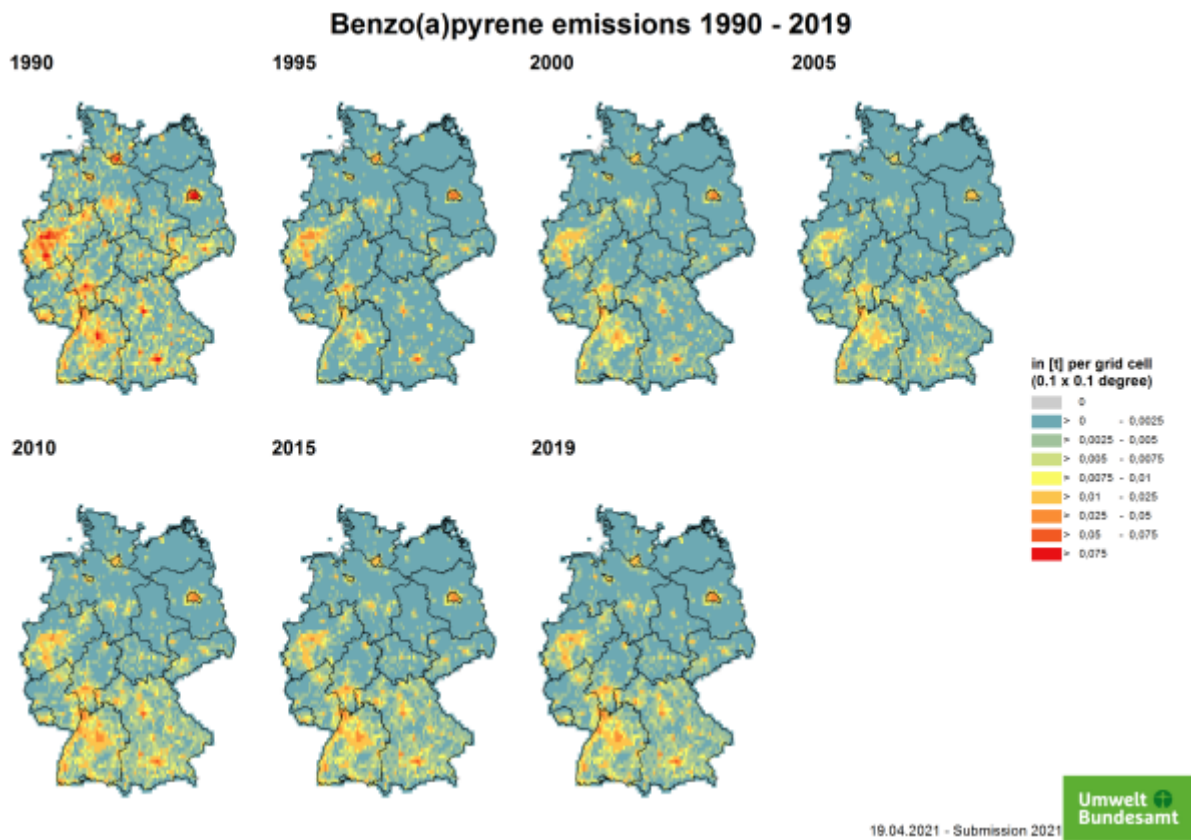 Benzo(a)pyrene emissions 1990 - 2019
1990
1995
2000
2005
in [t] per grid cell
(0.1 x 0.1 degree)
0
> 0 - 0,0025
> 0,0025 - 0,005
> 0,005 - 0,0075
> 0,0075 - 0,01
> 0,01 - 0,025
> 0,025 - 0,05
> 0,05 - 0,075
> 0,075
2010
2015
2019
Umwelt
Bundesamt
19.04.2021 - Submission 2021